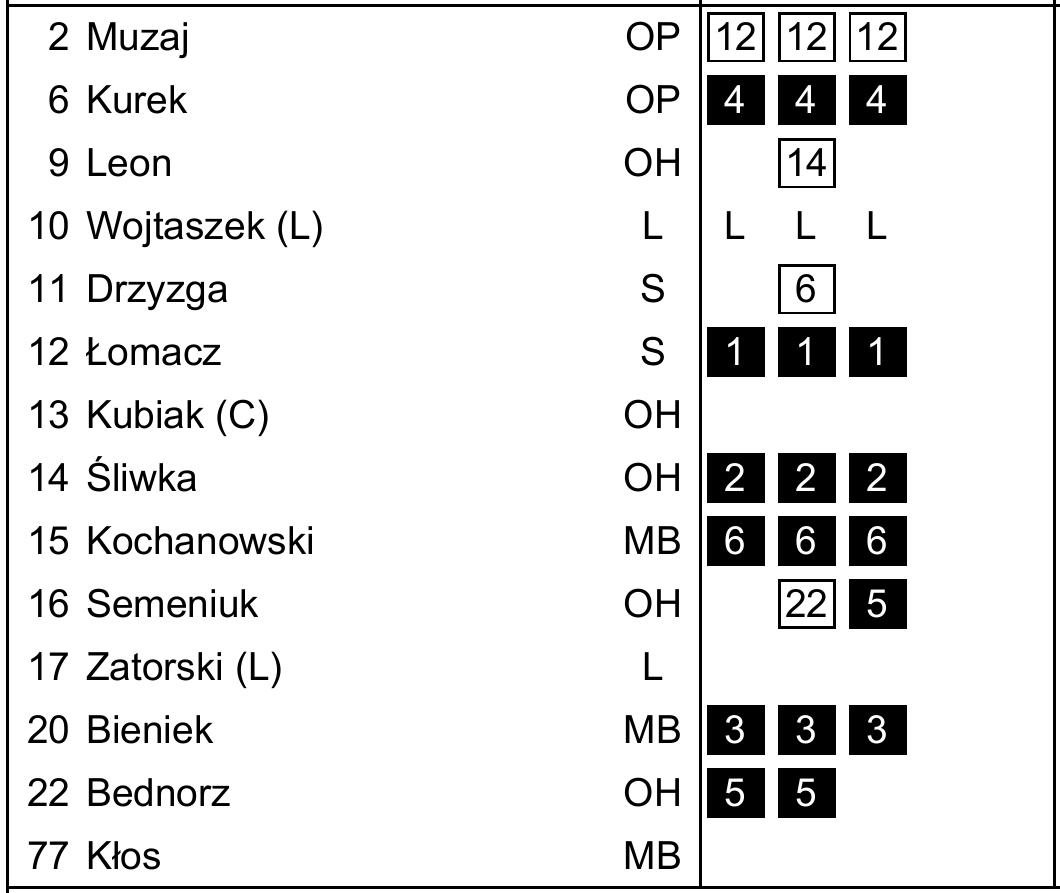 2 Muzaj OP 12 12 12
6 Kurek OP 4 4 4
9 Leon OH 14
10 Wojtaszek (L) L L L L
11 Drzyzga S 6
12 Łomacz S 1 1 1
13 Kubiak (C) OH
14 Śliwka OH 2 2 2
15 Kochanowski MB 6 6 6
16 Semeniuk OH 22 5
17 Zatorski (L) L
20 Bieniek MB 3 3 3
22 Bednorz OH 5 5
77 Kłos MB